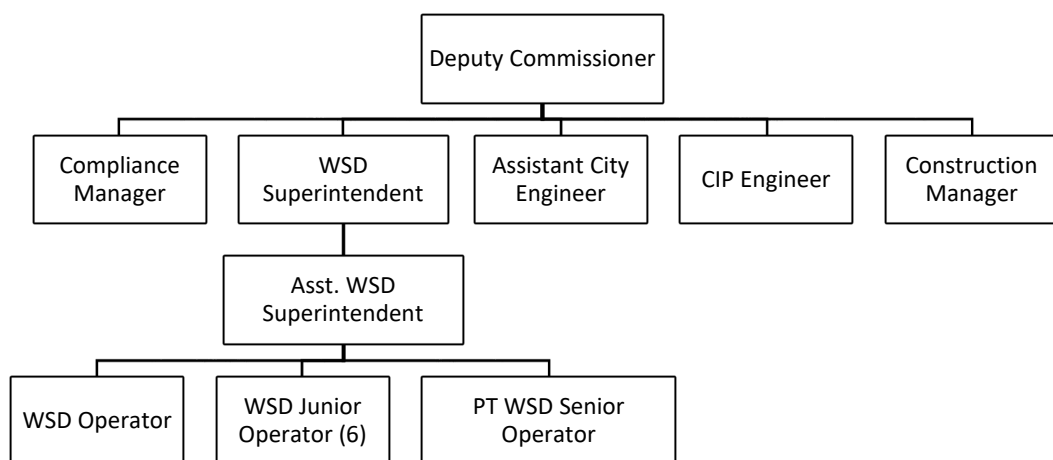 Deputy Commissioner
Compliance
Manager
WSD
Superintendent
Assistant City
Engineer
CIP Engineer
Construction
Manager
Asst. WSD
Superintendent
WSD Operator
WSD Junior
Operator (6)
PT WSD Senior
Operator